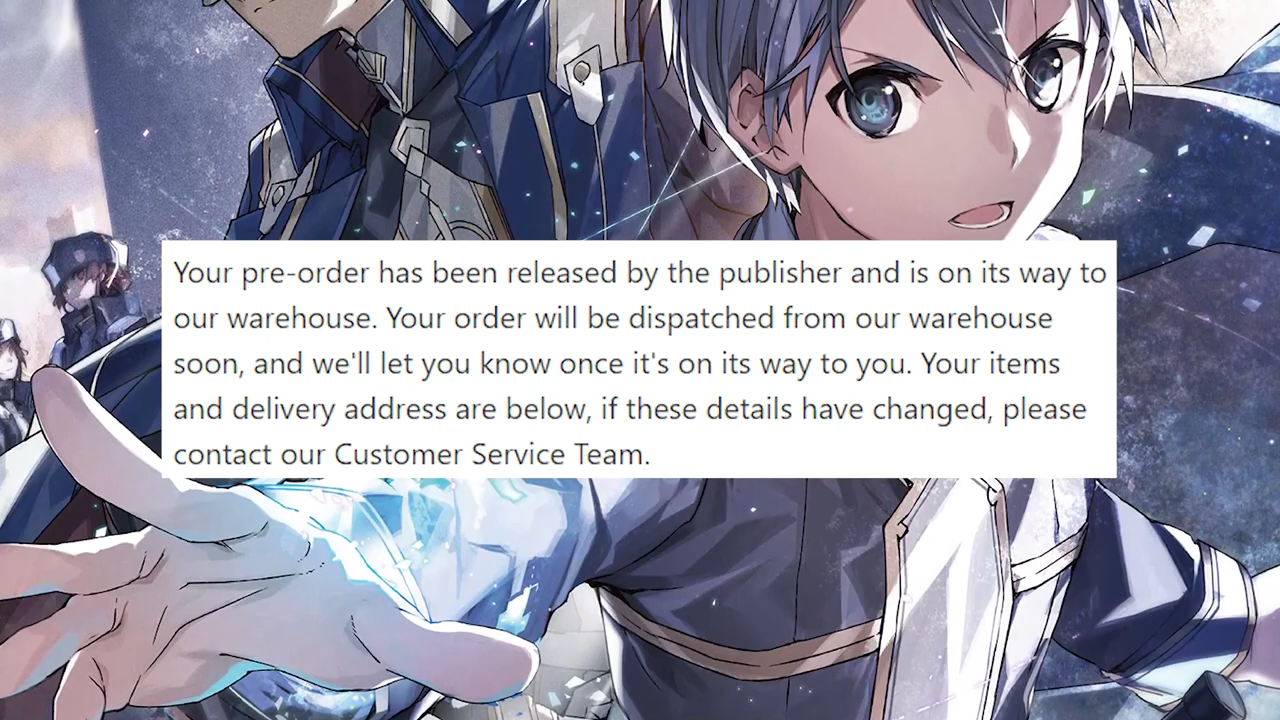 Your pre-order has been released by the publisher and is on its way to
our warehouse. Your order will be dispatched from our warehouse
soon, and we'll let you know once it's on its way to you. Your items
and delivery address are below, if these details have changed, please
contact our Customer Service Team.